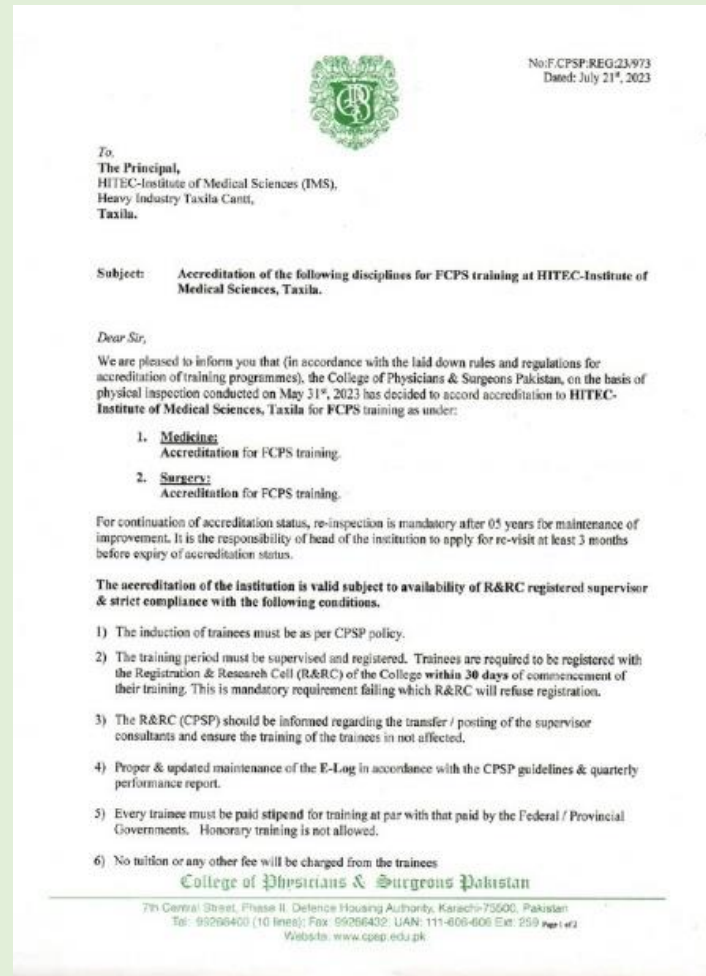 No:F.CPSP:REG:23/973
Dated: July 21st, 2023
To,
The Principal,
HITEC-Institute of Medical Sciences (IMS),
Heavy Industry Taxila Cantt,
Taxila.
Subject: Accreditation of the following disciplines for FCPS training at HITEC-Institute of
Medical Sciences, Taxila.
Dear Sir,
We are pleased to inform you that (in accordance with the laid down rules and regulations for
accreditation of training programmes), the College of Physicians & Surgeons Pakistan, on the basis of
physical inspection conducted on May 31st, 2023 has decided to accord accreditation to HITEC-
Institute of Medical Sciences, Taxila for FCPS training as under:
1. Medicine:
Accreditation for FCPS training.
2. Surgery:
Accreditation for FCPS training.
For continuation of accreditation status, re-inspection is mandatory after 05 years for maintenance of
improvement. It is the responsibility of head of the institution to apply for re-visit at least 3 months
before expiry of accreditation status.
The accreditation of the institution is valid subject to availability of R&RC registered supervisor
& strict compliance with the following conditions.
1) The induction of trainees must be as per CPSP policy.
2) The training period must be supervised and registered. Trainees are required to be registered with
the Registration & Research Cell (R&RC) of the College within 30 days of commencement of
their training. This is mandatory requirement failing which R&RC will refuse registration.
3) The R&RC (CPSP) should be informed regarding the transfer / posting of the supervisor
consultants and ensure the training of the trainees in not affected.
4) Proper & updated maintenance of the E-Log in accordance with the CPSP guidelines & quarterly
performance report.
5) Every trainee must be paid stipend for training at par with that paid by the Federal / Provincial
Governments. Honorary training is not allowed.
6) No tuition or any other fee will be charged from the trainees
College of Physicians & Surgeons Pakistan
7th Central Street, Phase II, Defence Housing Authority, Karachi-75500, Pakistan
Tel: 99266400 (10 lines); Fax: 99266432, UAN: 111-606-606 Ext: 259 Page 1 of 2
Website: www.cpsp.edu.pk